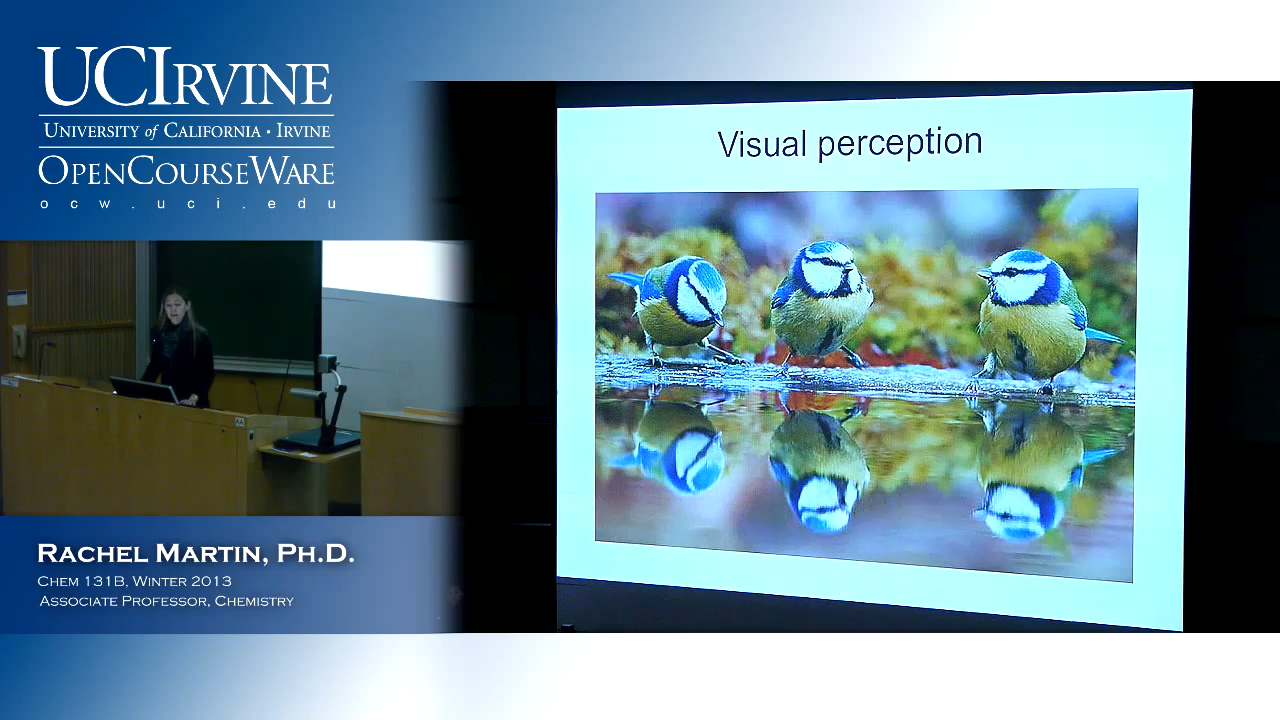 UCIRVINE
UNIVERSITY of CALIFORNIA · IRVINE
OPENCOURSEWARE
ocw.uci.edu
Visual perception
RACHEL MARTIN, PH.D.
CHEM 131B, WINTER 2013
ASSOCIATE PROFESSOR, CHEMISTRY